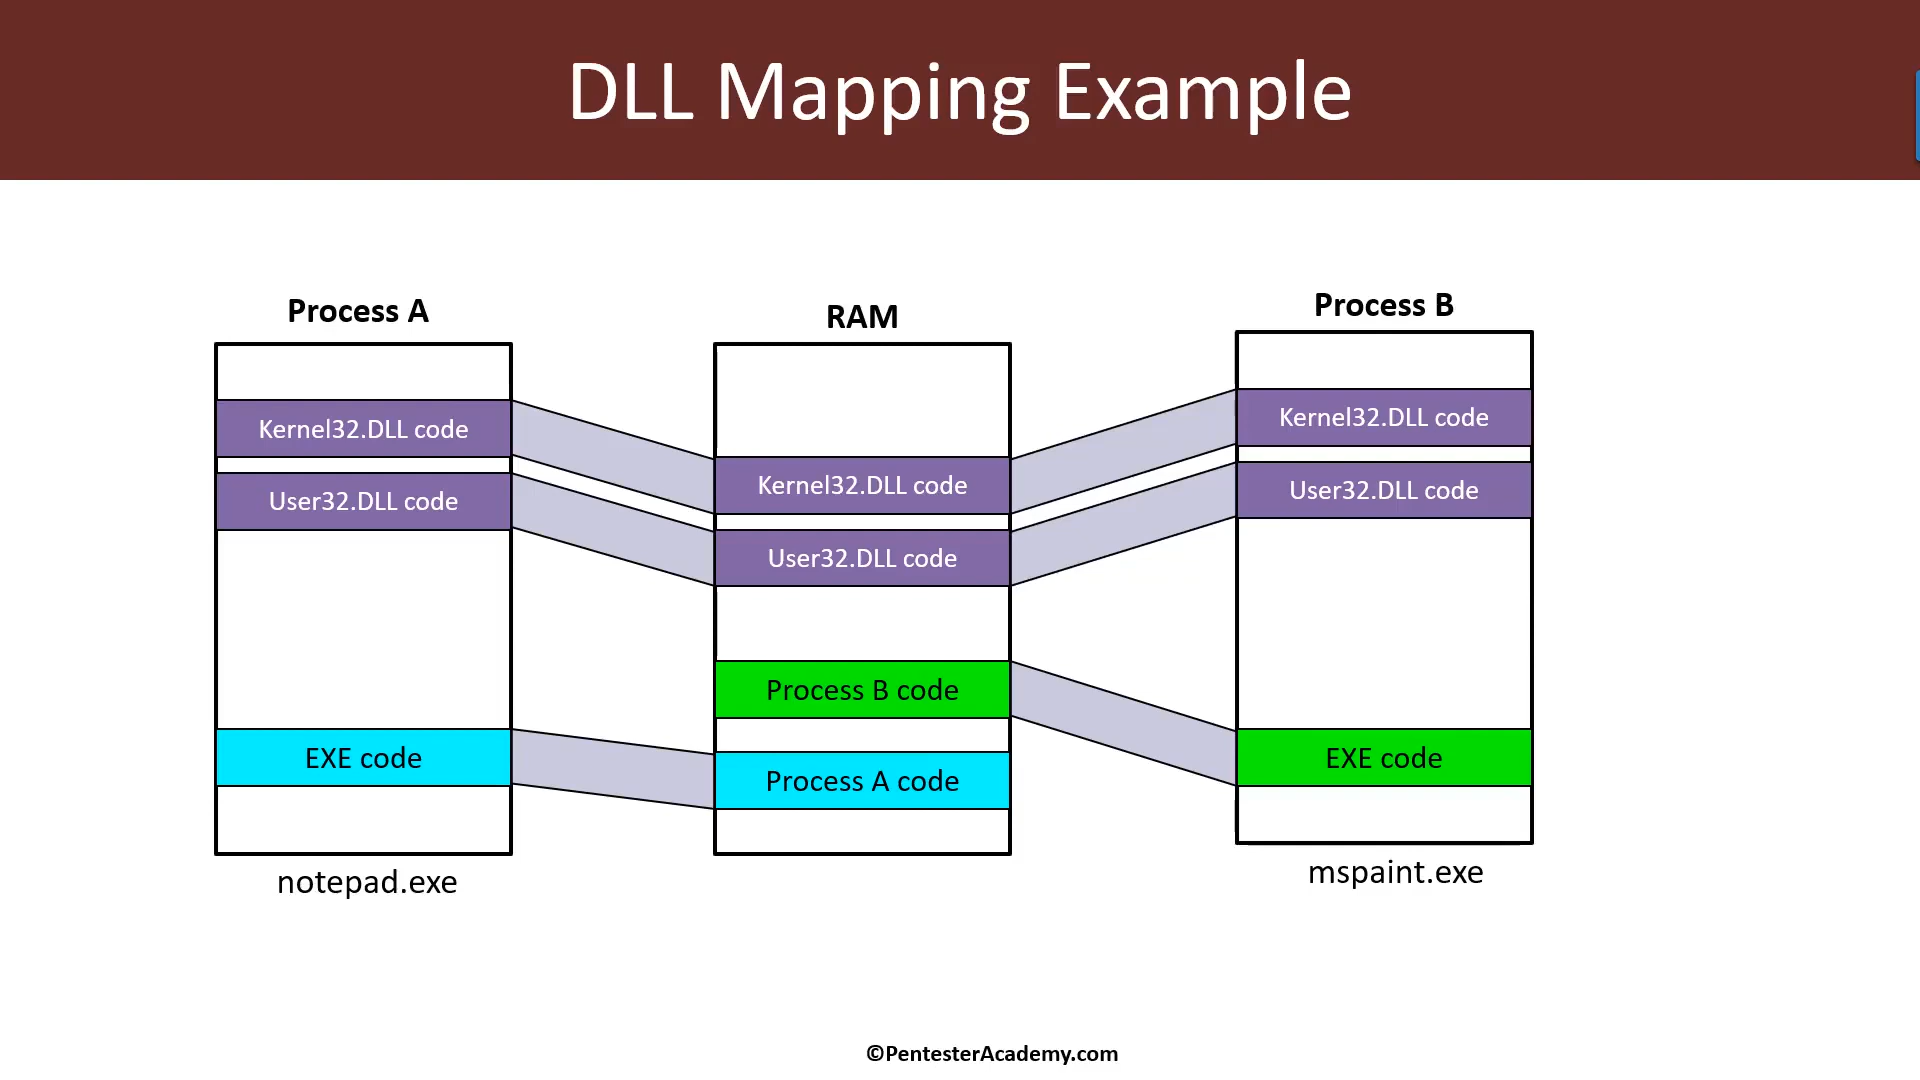 DLL Mapping Example
Process A
Kernel32.DLL code
User32.DLL code
EXE code
notepad.exe
RAM
Kernel32.DLL code
User32.DLL code
Process B code
Process A code
Process B
Kernel32.DLL code
User32.DLL code
EXE code
mspaint.exe
©PentesterAcademy.com